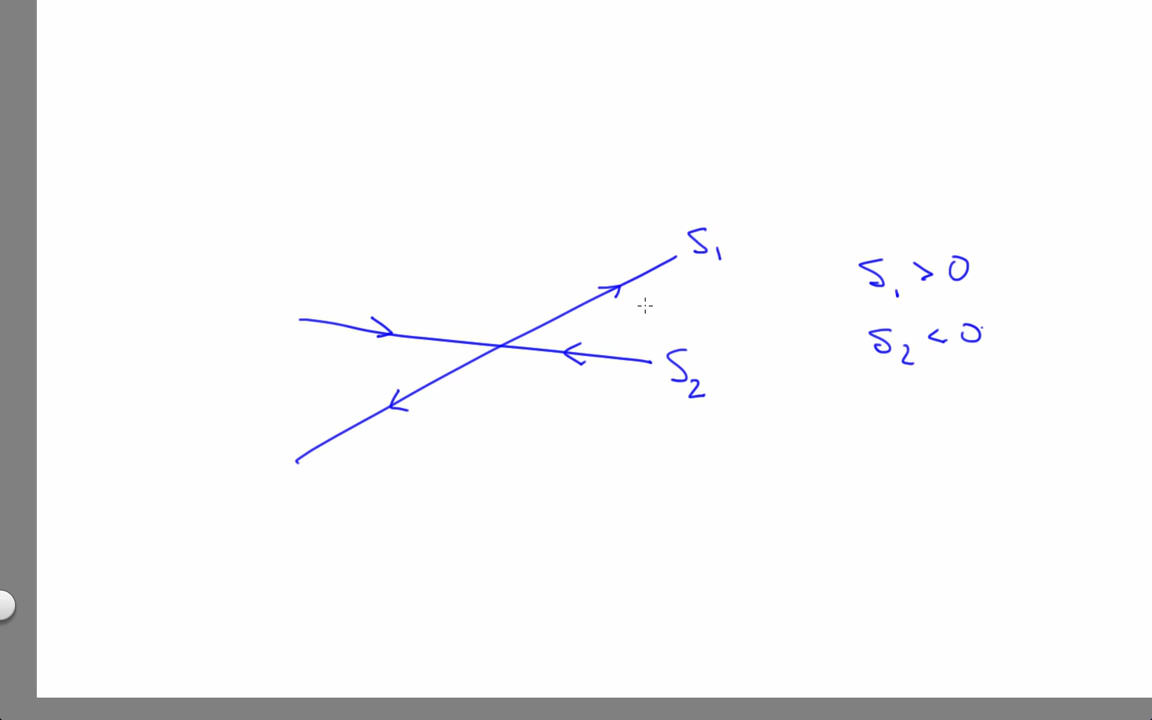 S₁
S₁ > 0
S₂ < 0
S₂